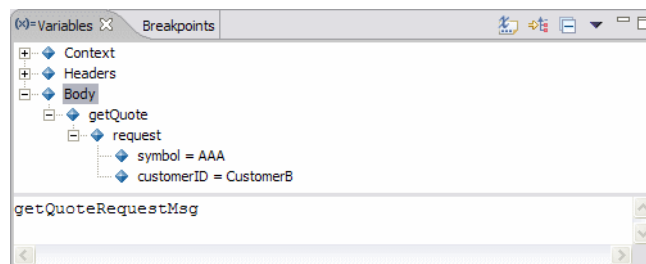 (x)= Variables Breakpoints
Context
Headers
Body
getQuote
request
symbol = AAA
customerID = CustomerB
getQuoteRequestMsg